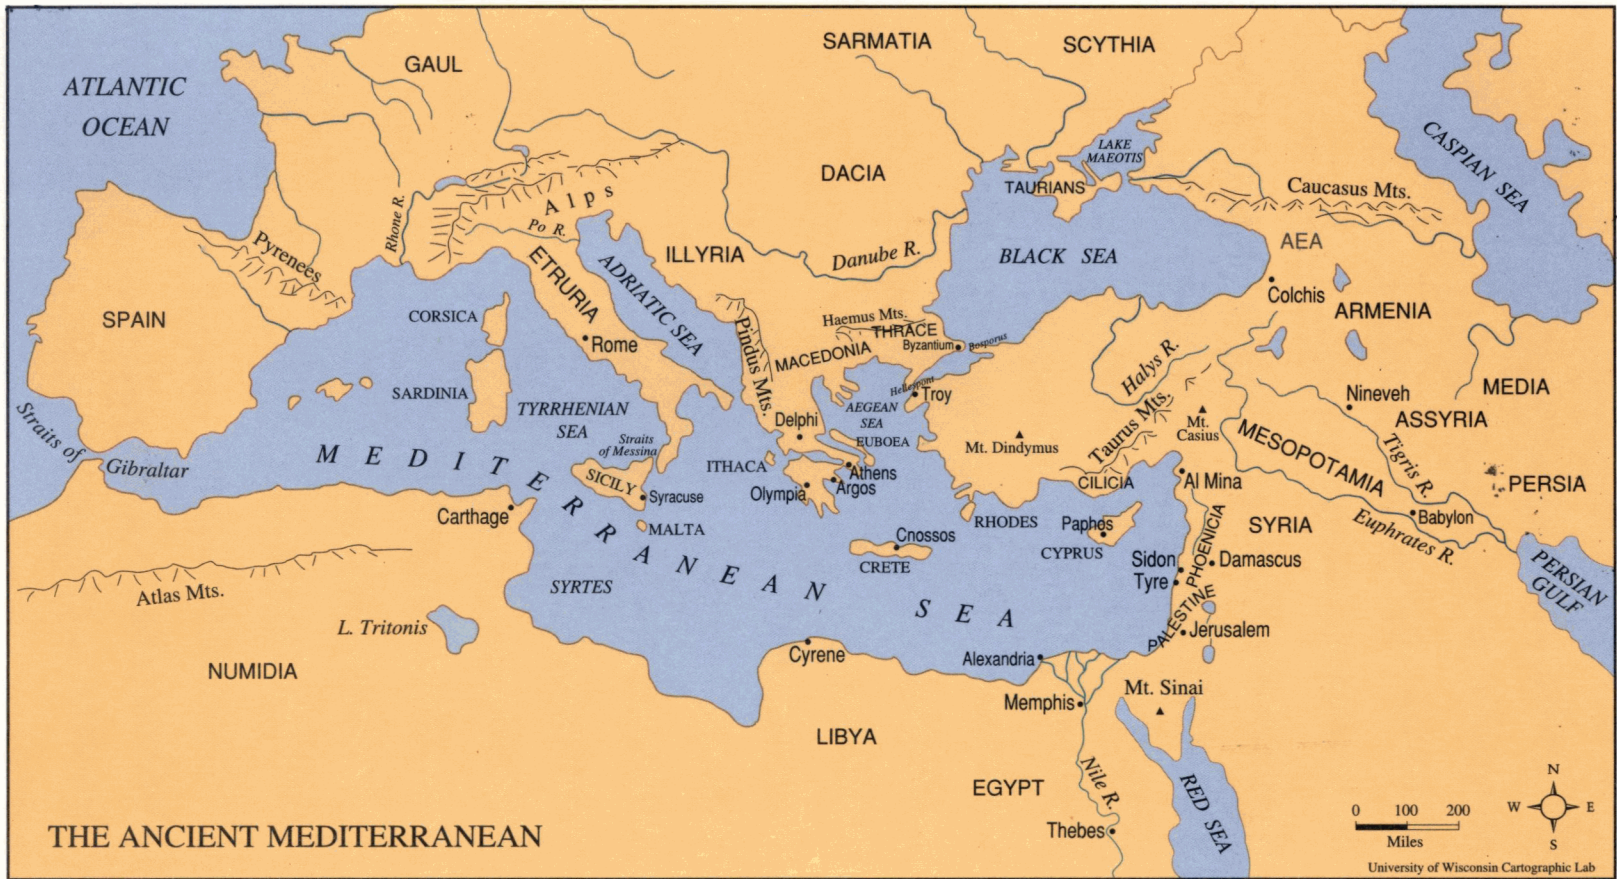 SARMATIA
SCYTHIA
GAUL
ATLANTIC
OCEAN
CASPIAN SEA
LAKE
MAEOTIS
DACIA
TAURIANS
Caucasus Mts.
Alps
Rhone R.
Po R.
Pyrenees
ETRURIA
ADRIATIC SEA
ILLYRIA
Danube R.
BLACK SEA
AEA
Colchis
ARMENIA
SPAIN
CORSICA
Rome
Pindus Mts.
Haemus Mts.
THRACE
Byzantium
Bosporus
MACEDONIA
Halys R.
SARDINIA
TYRRHENIAN
SEA
Hellespont
Troy
AEGEAN
SEA
Delphi
EUBOEA
Mt. Dindymus
Taurus Mts.
Mt.
Casius
Nineveh
MEDIA
ASSYRIA
MESOPOTAMIA
Tigris R.
Straits of
Gibraltar
MEDITERRANEAN SEA
Straits
of Messina
SICILY
Syracuse
ITHACA
Olympia
Athens
Argos
CILICIA
Al Mina
PERSIA
Carthage
MALTA
RHODES
Paphos
CYPRUS
PHOENICIA
SYRIA
Babylon
Euphrates R.
Cnossos
CRETE
Sidon
Tyre
Damascus
PERSIAN
GULF
Atlas Mts.
SYRTES
PALESTINE
L. Tritonis
Jerusalem
NUMIDIA
Cyrene
Alexandria
Memphis
Mt. Sinai
LIBYA
EGYPT
Nile R.
RED SEA
Thebes
THE ANCIENT MEDITERRANEAN
N
W E
S
0 100 200
Miles
University of Wisconsin Cartographic Lab